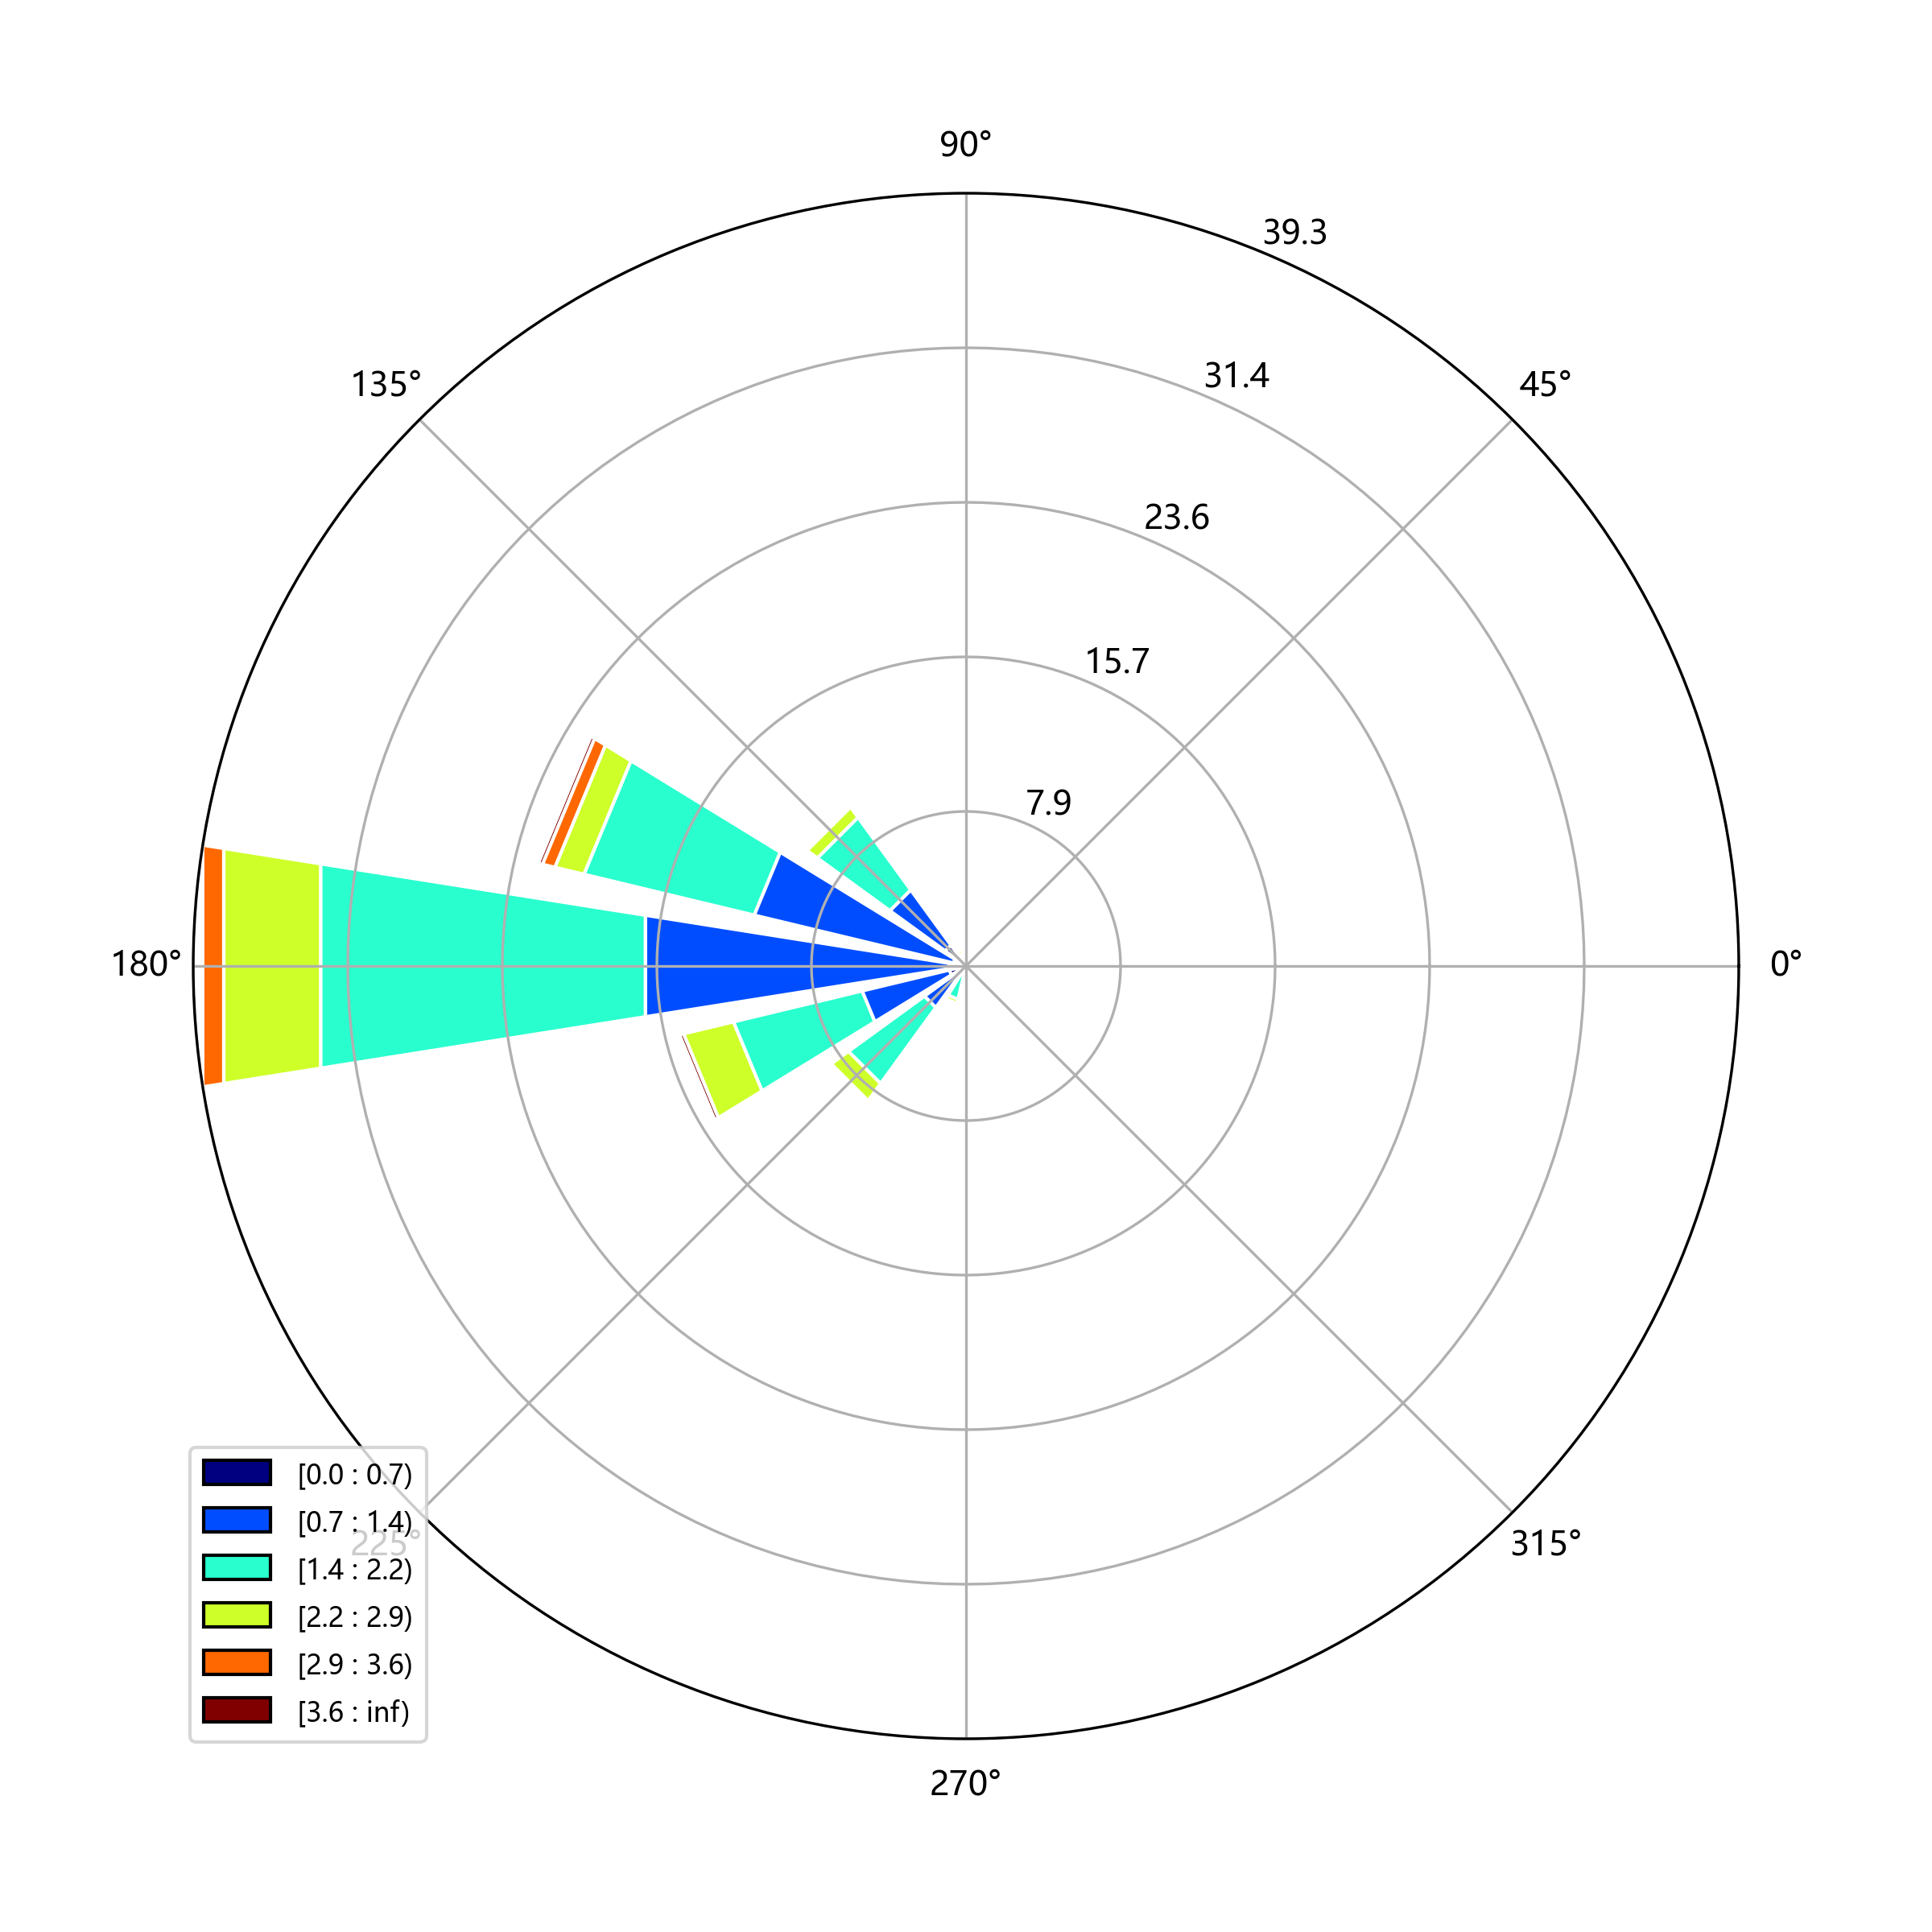 90°
39.3
135°
31.4
45°
23.6
15.7
7.9
180°
0°
[0.0 : 0.7)
[0.7 : 1.4)
225°
315°
[1.4 : 2.2)
[2.2 : 2.9)
[2.9 : 3.6)
[3.6 : inf)
270°